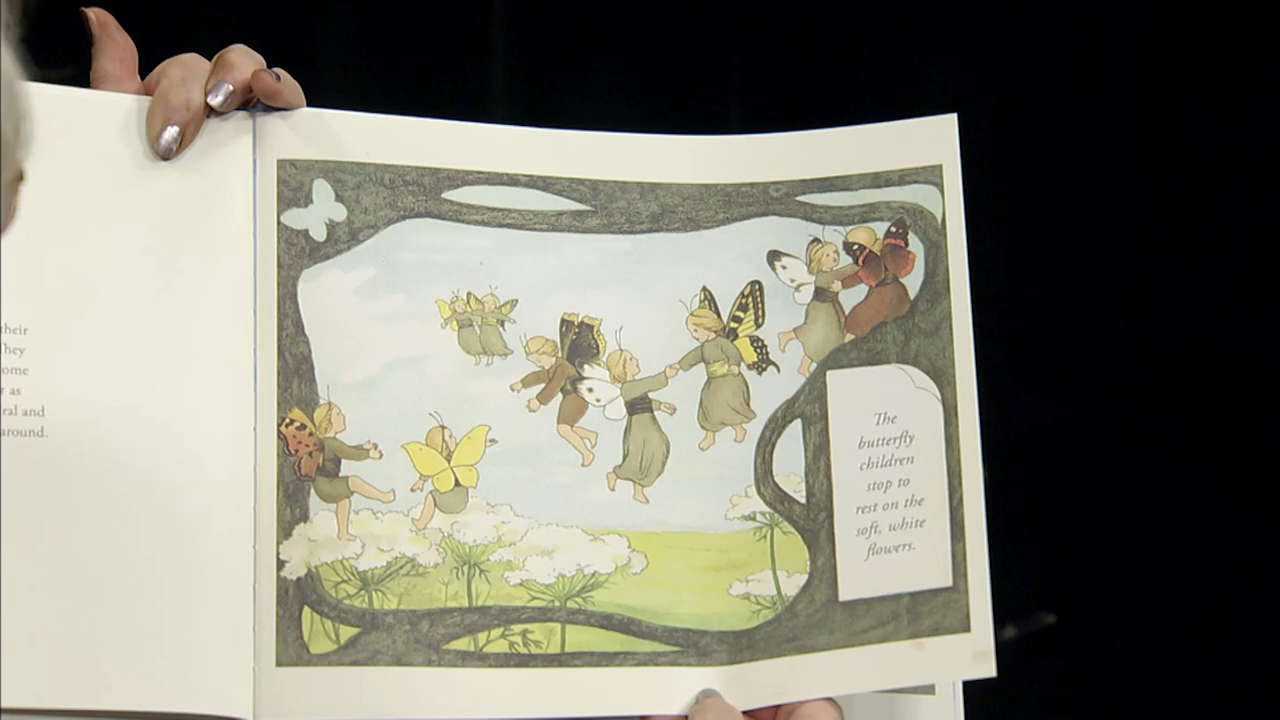 their
They
ome
r as
ral and
around.
The
butterfly
children
stop to
rest on the
soft, white
flowers.